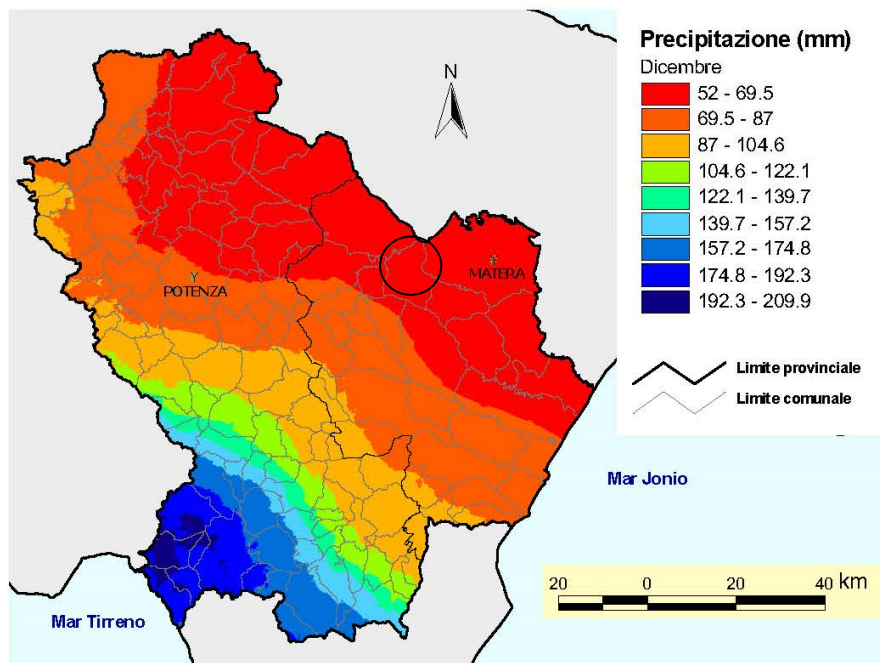 Precipitazione (mm)
Dicembre
52 - 69.5
69.5 - 87
87 - 104.6
104.6 - 122.1
122.1 - 139.7
139.7 - 157.2
157.2 - 174.8
174.8 - 192.3
192.3 - 209.9
Limite provinciale
Limite comunale
N
MATERA
POTENZA
Mar Jonio
Mar Tirreno
20 0 20 40 km